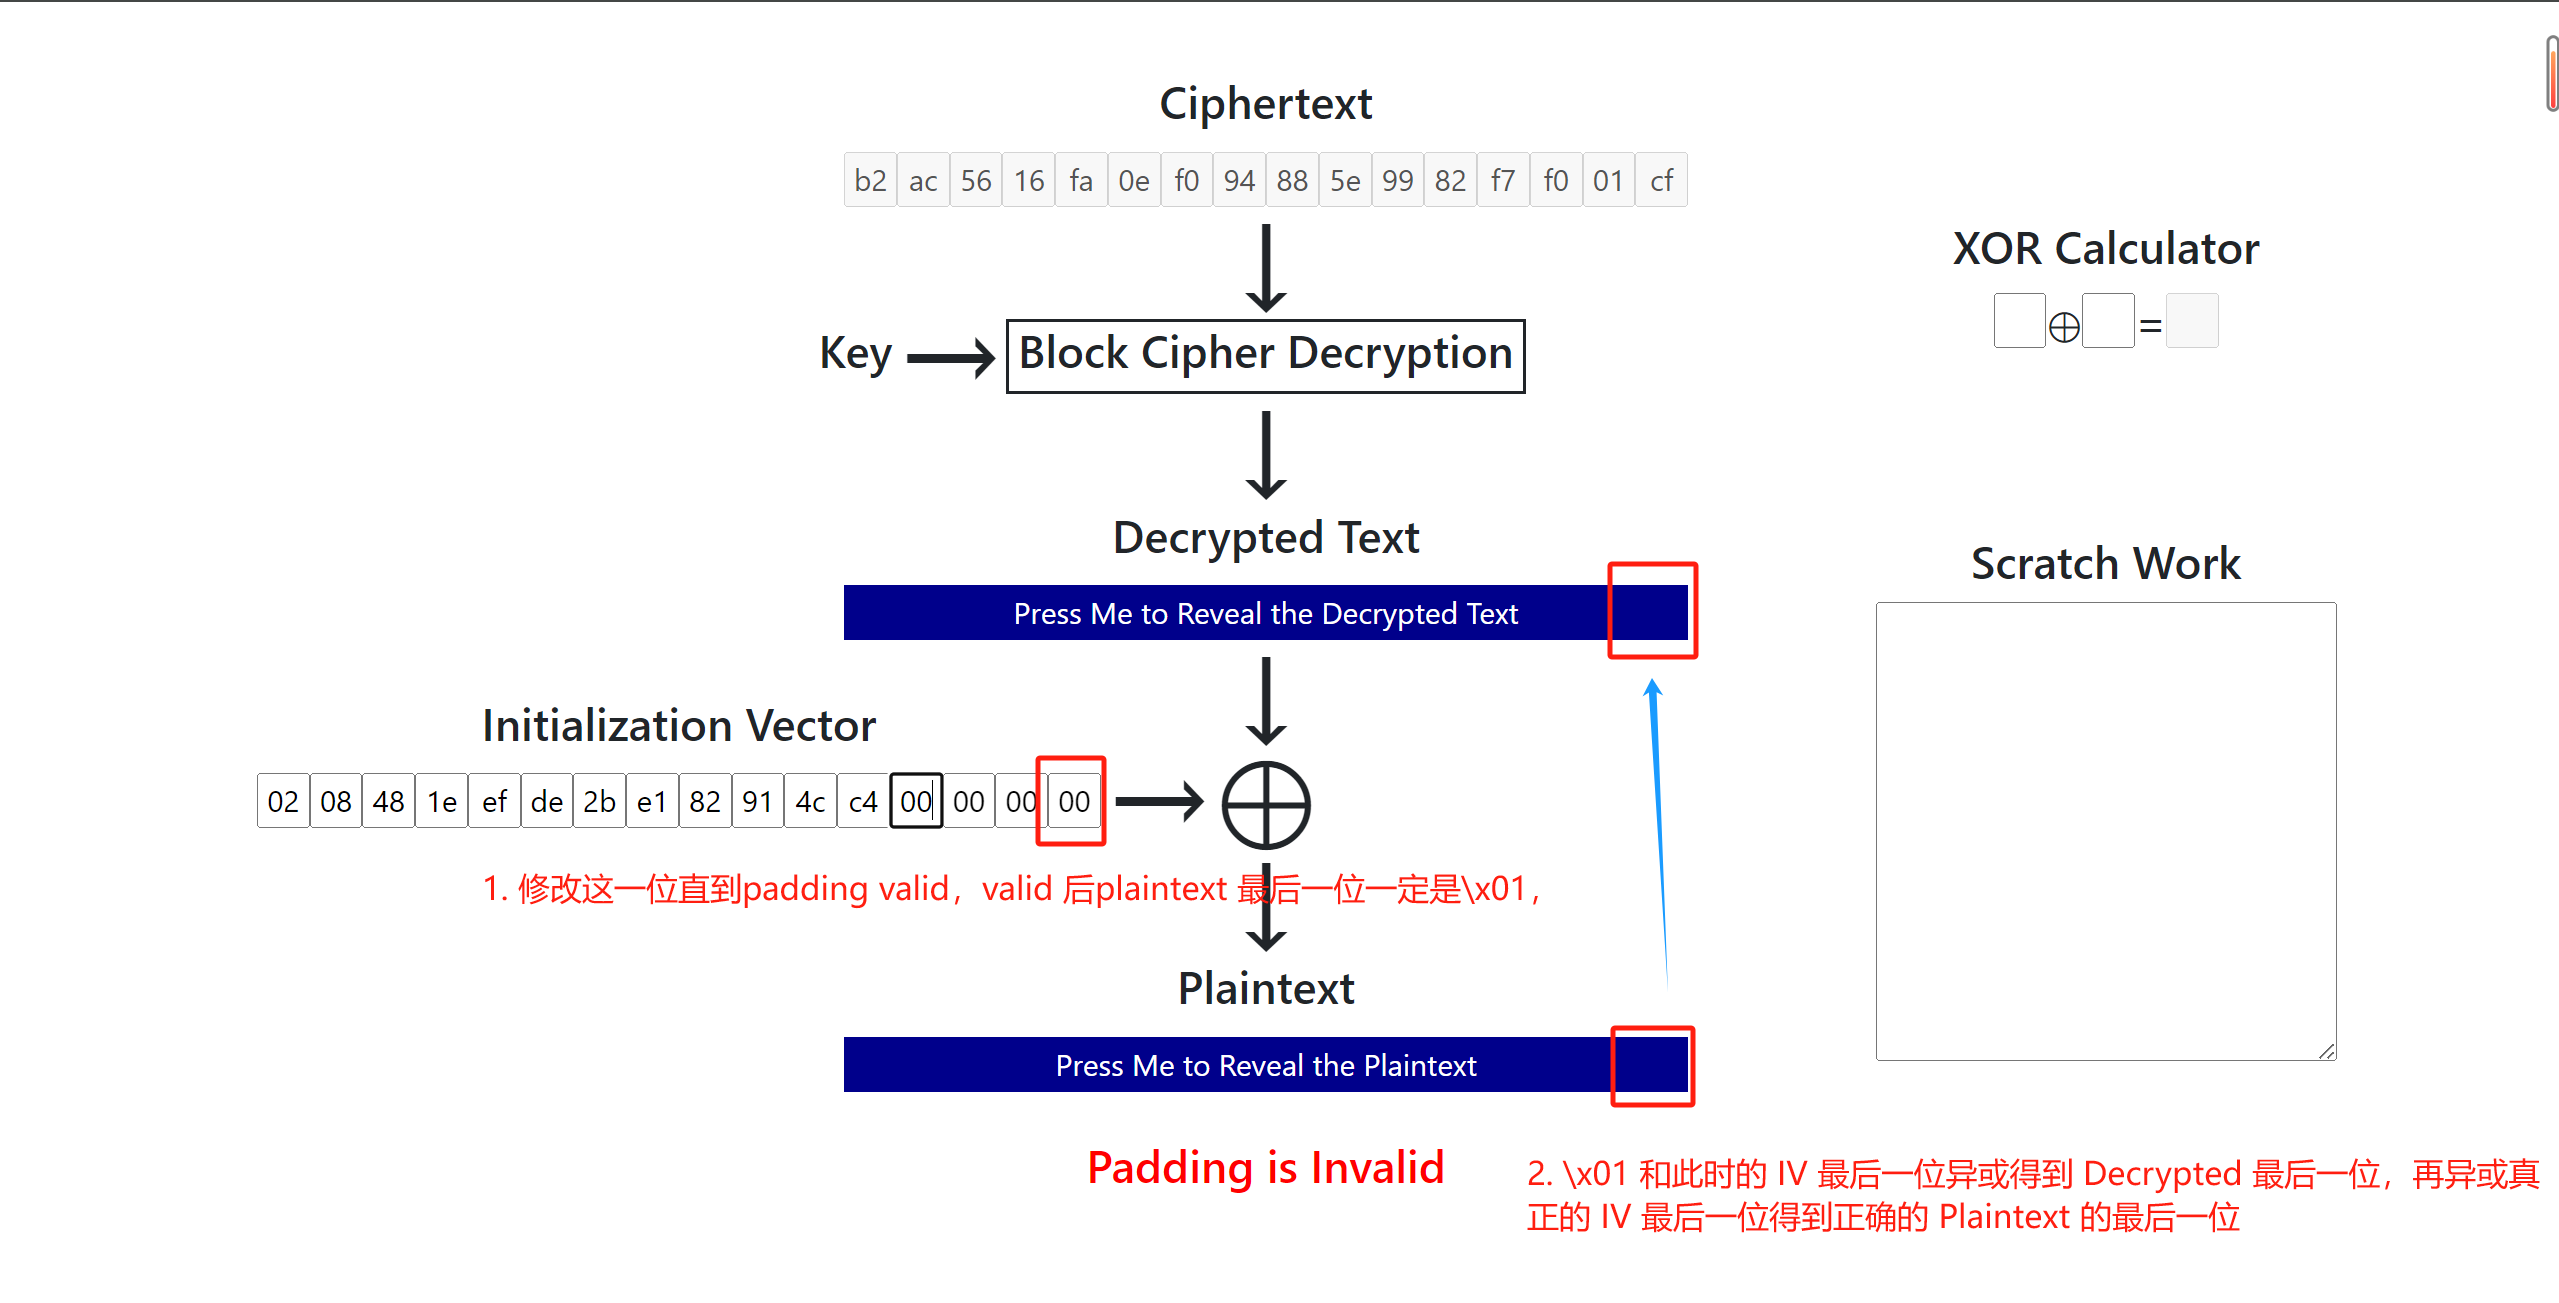 Ciphertext
b2 ac 56 16 fa 0e f0 94 88 5e 99 82 f7 f0 01 cf
XOR Calculator
⊕ =
Key
Block Cipher Decryption
Decrypted Text
Press Me to Reveal the Decrypted Text
Scratch Work
Initialization Vector
02 08 48 1e ef de 2b e1 82 91 4c c4 00 00 00 00
1. 修改这一位直到padding valid，valid 后plaintext 最后一位一定是\x01，
Plaintext
Press Me to Reveal the Plaintext
Padding is Invalid
2. \x01 和此时的 IV 最后一位异或得到 Decrypted 最后一位，再异或真
正的 IV 最后一位得到正确的 Plaintext 的最后一位